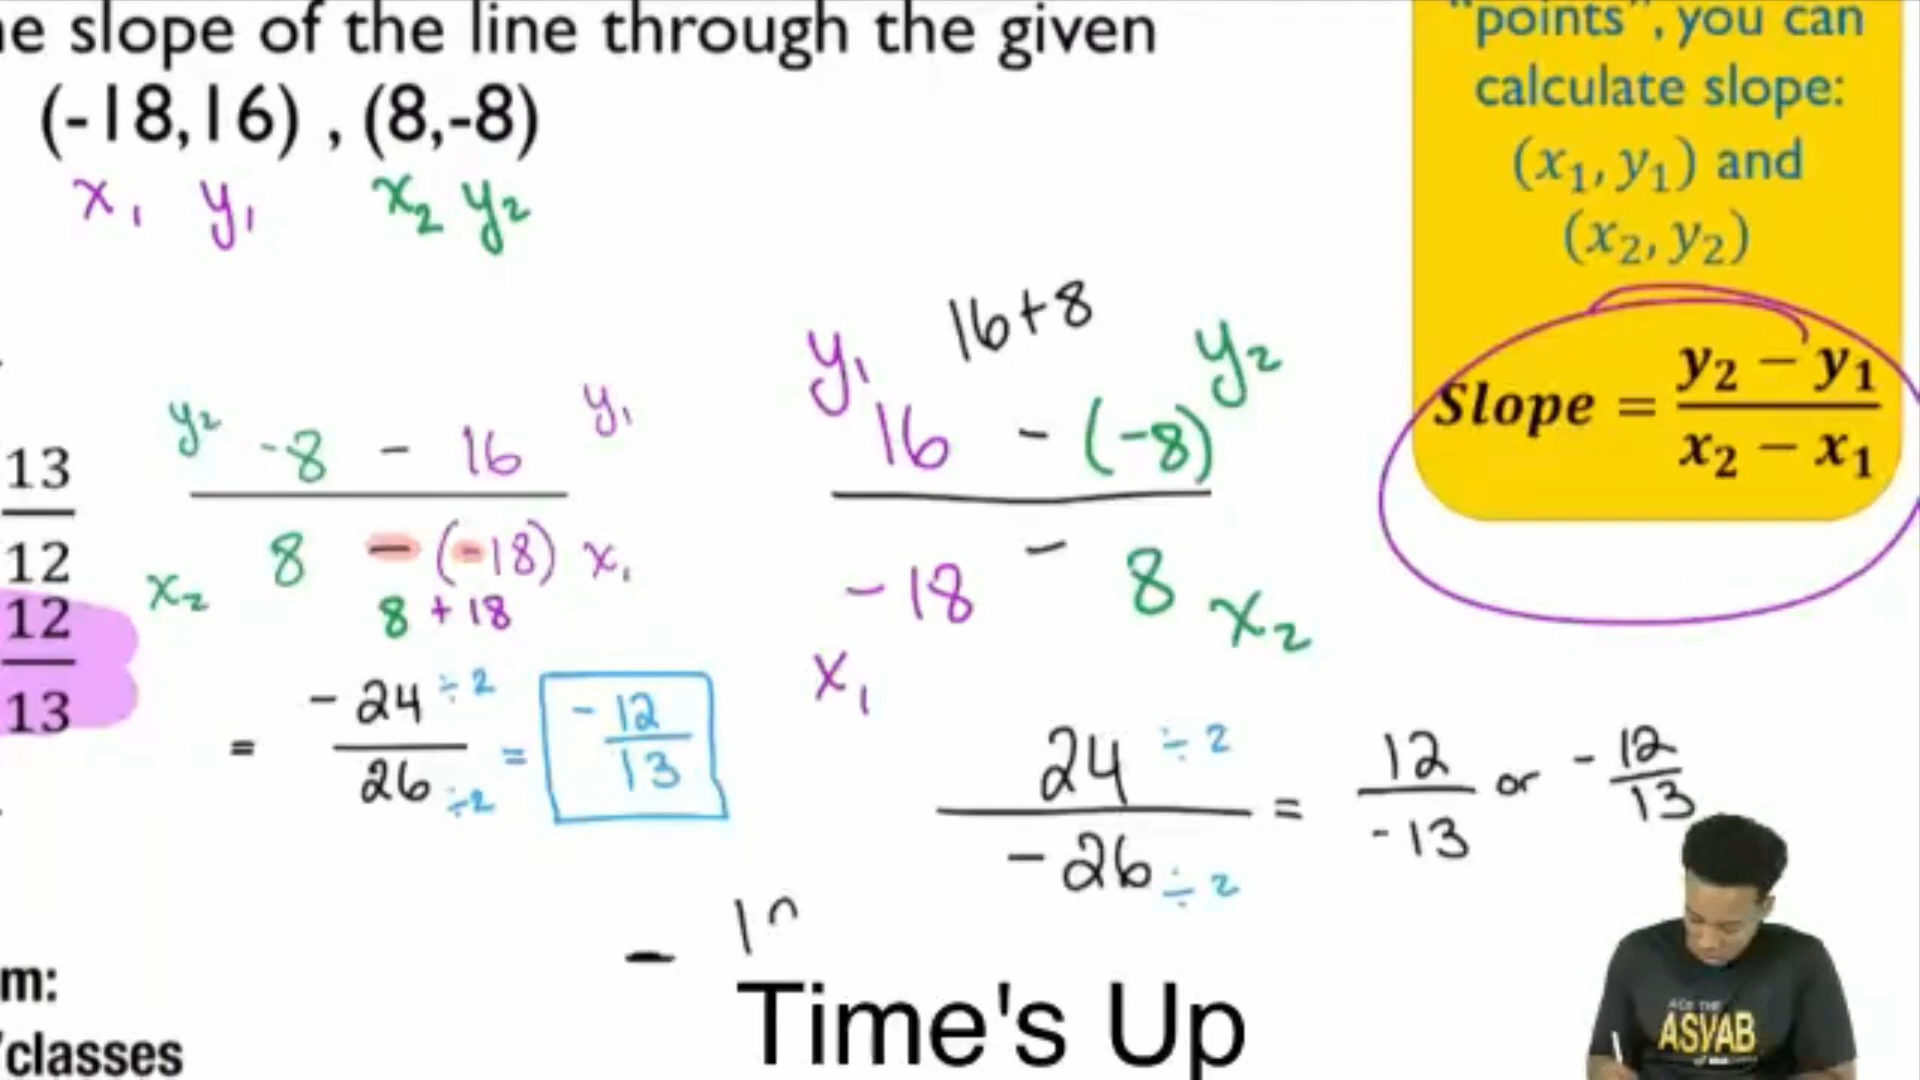 e slope of the line through the given
(-18,16) , (8,-8)
x₁ y₁ x₂ y₂
"points", you can
calculate slope:
(x₁, y₁) and
(x₂, y₂)
Slope = y₂ − y₁
x₂ − x₁
13
12
12
13
y₂ -8 - 16 y₁
x₂ 8 - (-18) x₁
8 + 18
= -24 ÷2 = -12
26 ÷2 13
16+8
y₁ y₂
16 - (-8)
-18 - 8 x₂
x₁
24 ÷2 = 12 or -12
-26 ÷2 -13 13
- 1
Time's Up
m:
/classes
ASVAB